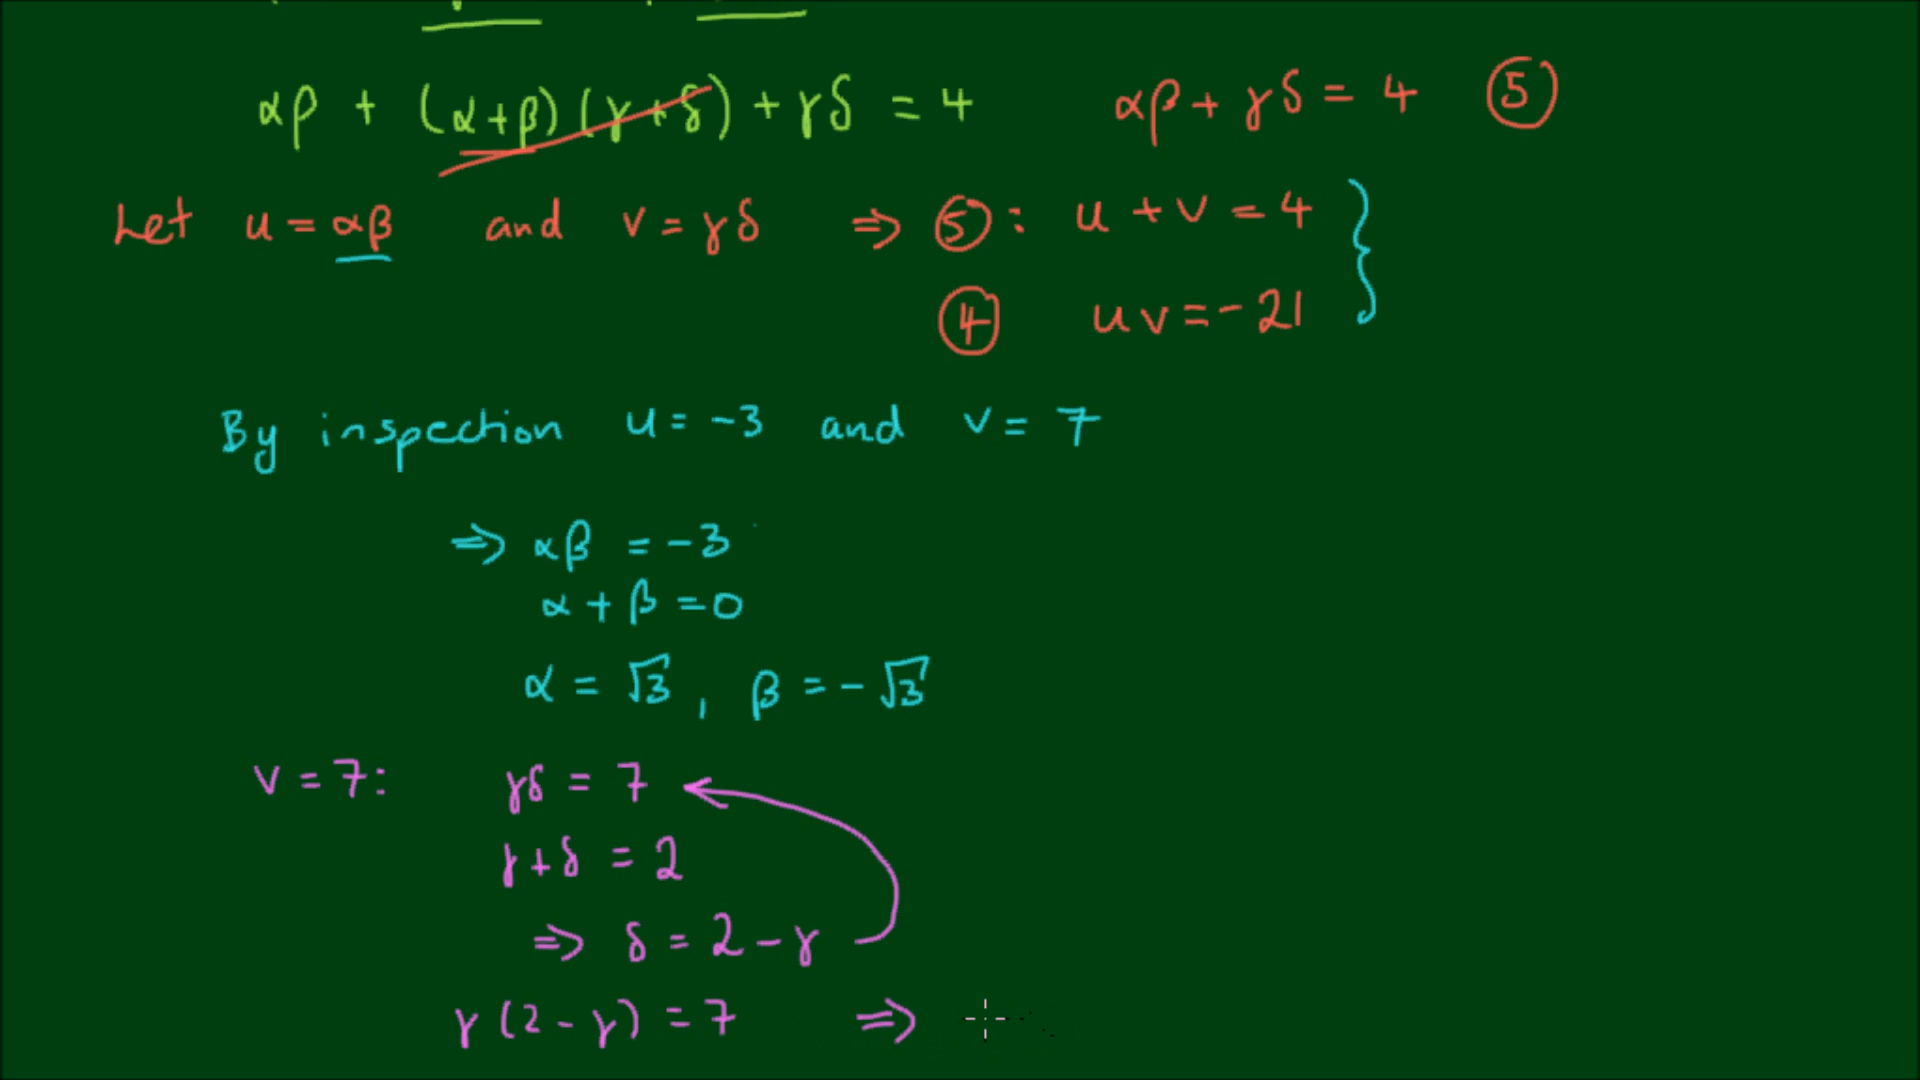 αβ + (α+β)(γ+δ) + γδ = 4 αβ + γδ = 4 ⑤
Let u = αβ and v = γδ ⇒ ⑤: u + v = 4
④ uv = -21
By inspection u = -3 and v = 7
⇒ αβ = -3
α + β = 0
α = √3, β = -√3
v = 7: γδ = 7
γ + δ = 2
⇒ δ = 2 - γ
γ(2 - γ) = 7 ⇒